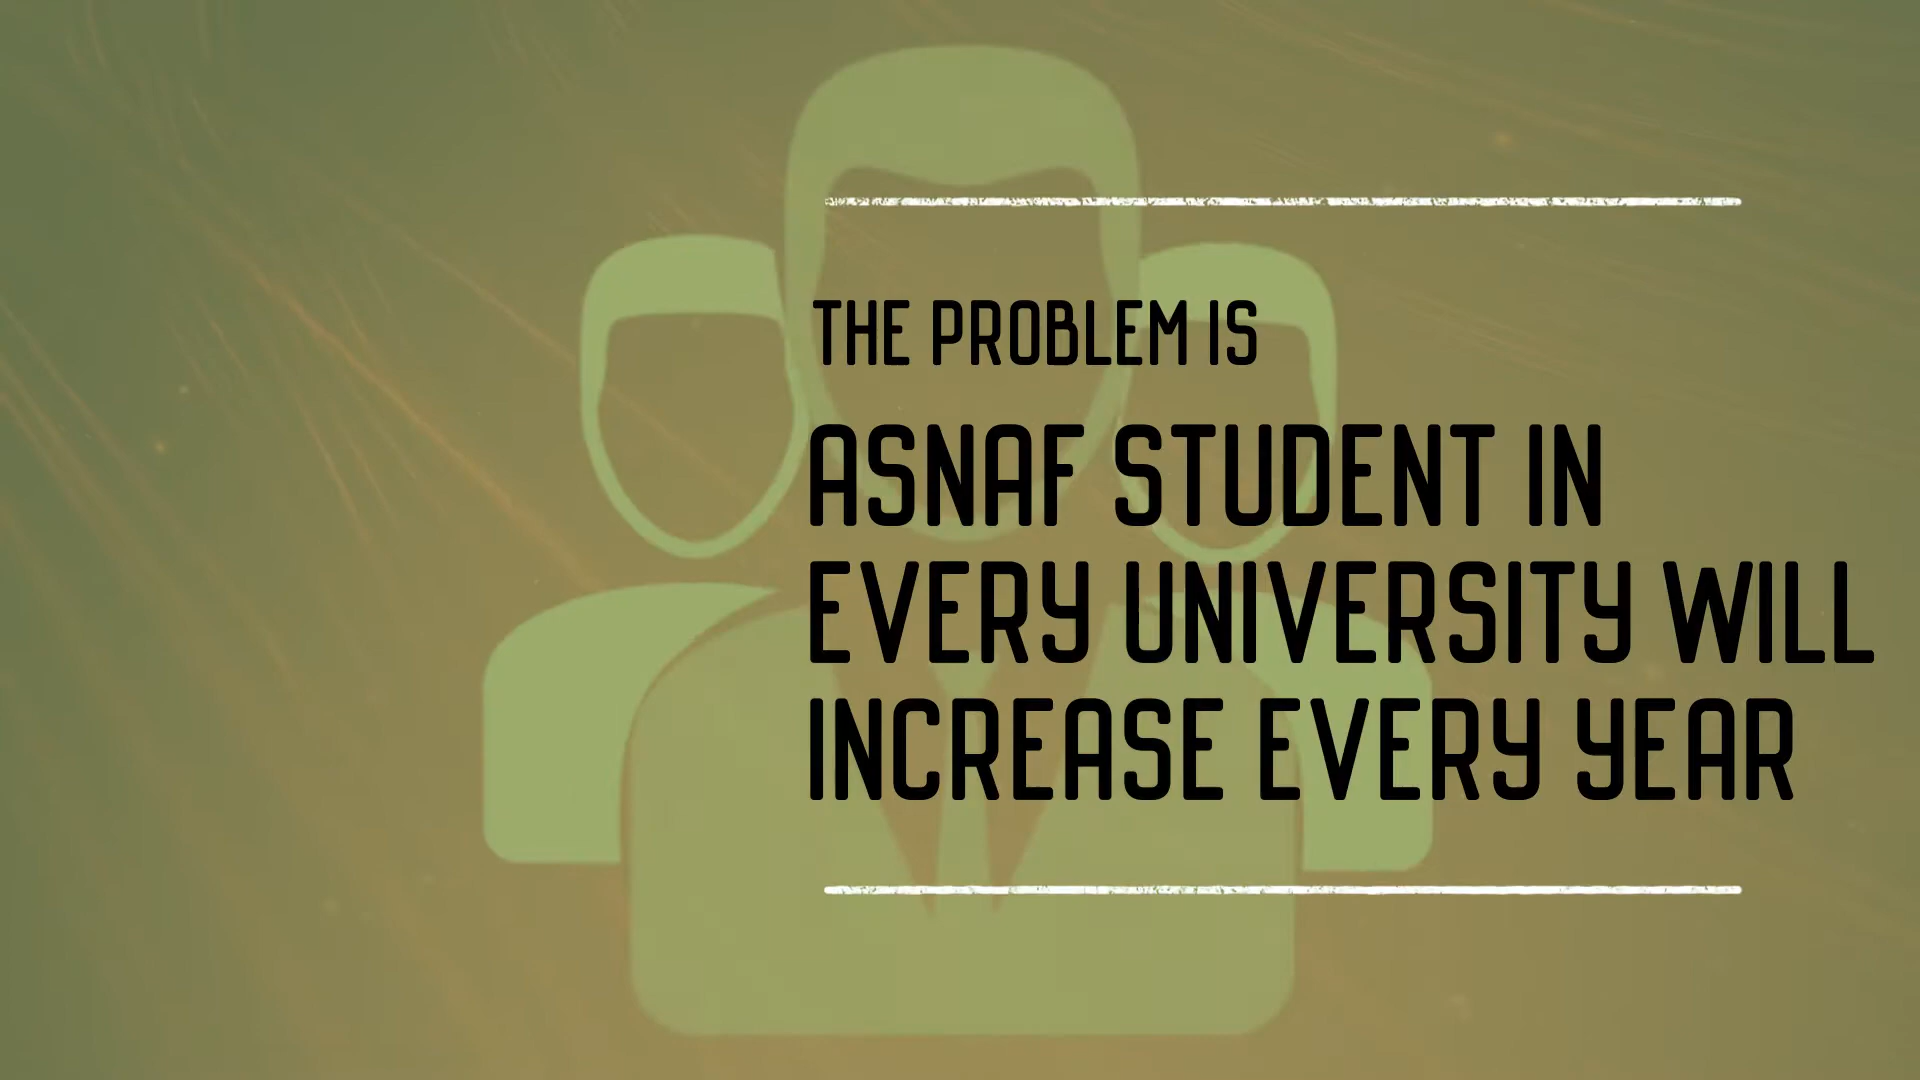 THE PROBLEM IS
ASNAF STUDENT IN
EVERY UNIVERSITY WILL
INCREASE EVERY YEAR